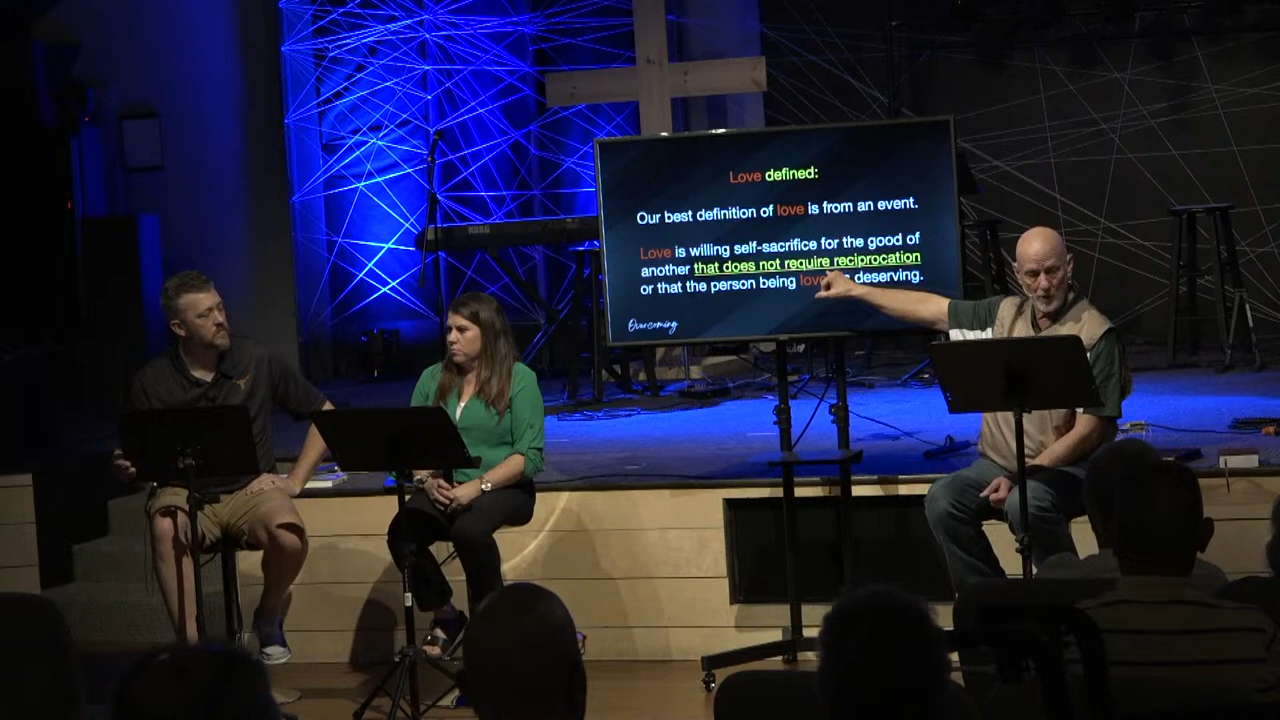 KORG
Love defined:
Our best definition of love is from an event.
Love is willing self-sacrifice for the good of
another that does not require reciprocation
or that the person being deserving.
Overcoming